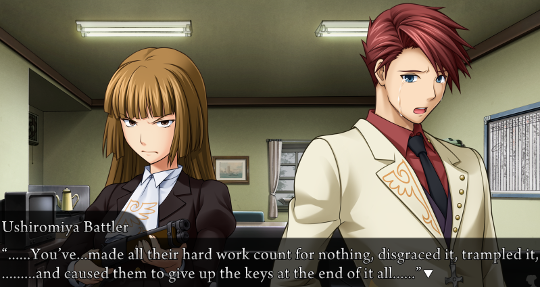 Ushiromiya Battler
“......You’ve...made all their hard work count for nothing, disgraced it, trampled it,
.........and caused them to give up the keys at the end of it all......”▼